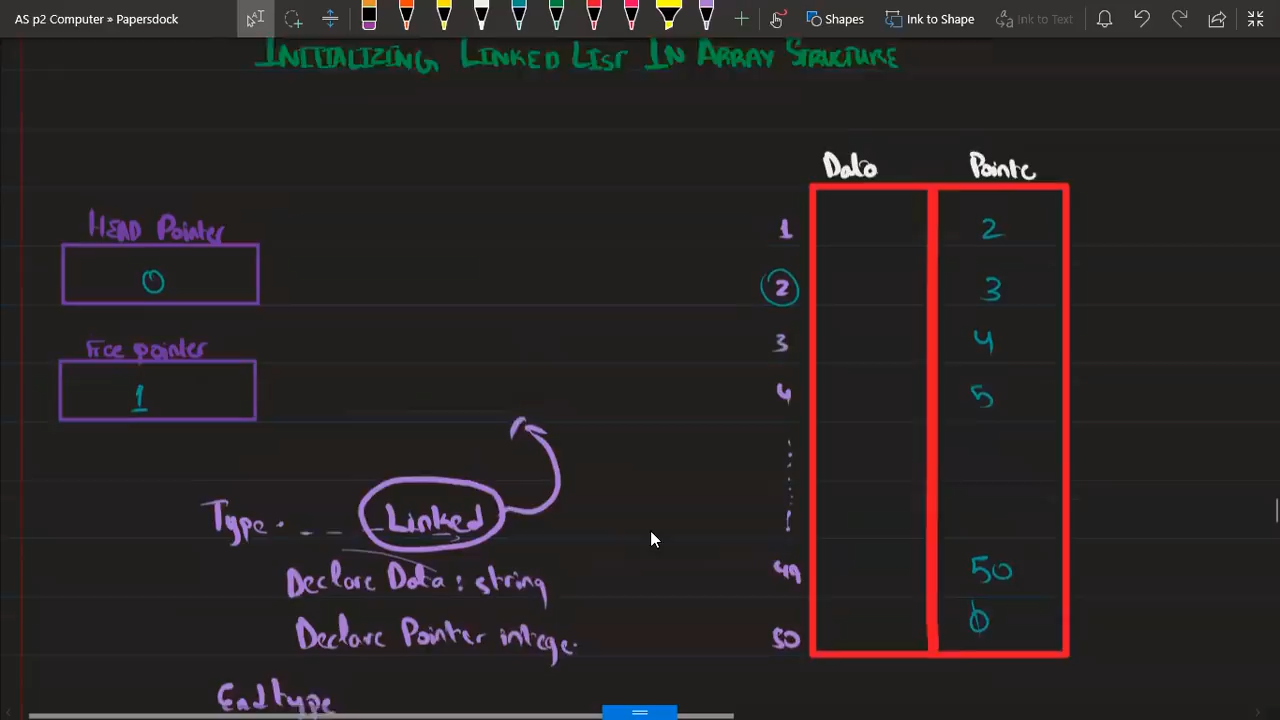 AS p2 Computer » Papersdock
Shapes
Ink to Shape
Ink to Text
INITIALIZING LINKED LIST IN ARRAY STRUCTURE
Data Pointe
HEAD Pointer
0
Free pointer
1
1 2
2 3
3 4
4 5
49 50
50 0
Type. _ _ _ Linked
Declare Data : string
Declare Pointer intege.
Endtype